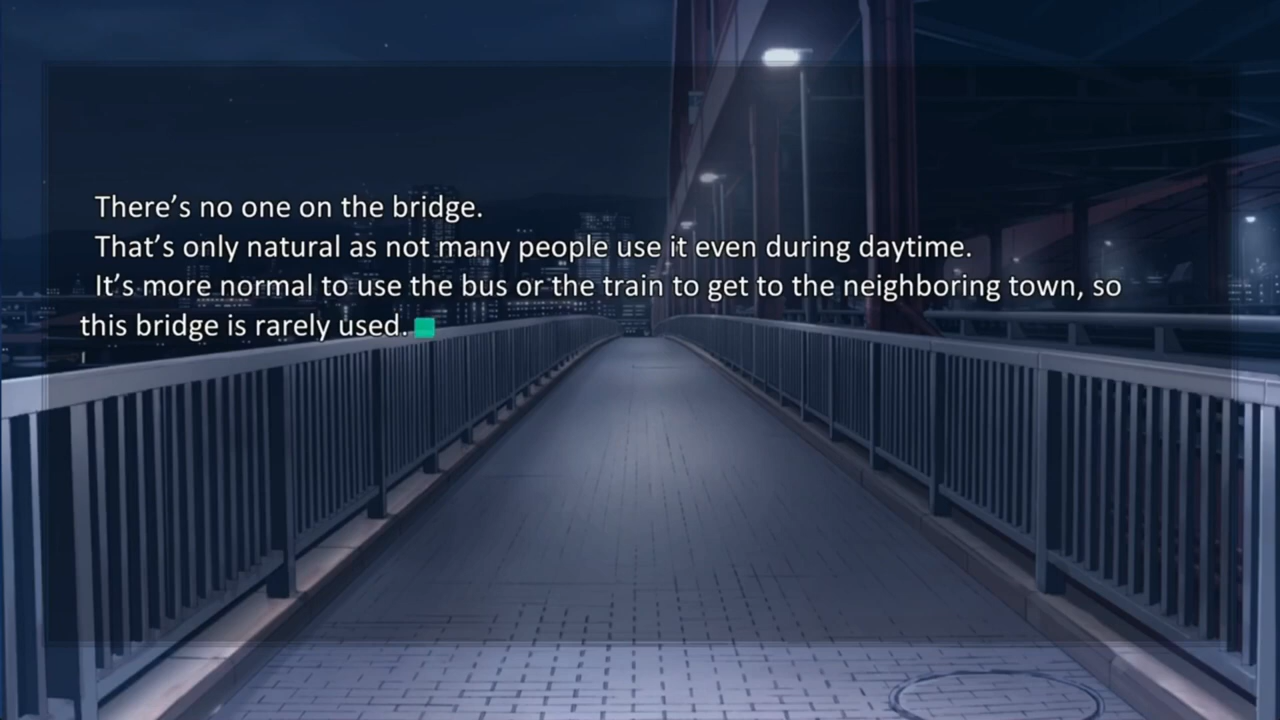 There’s no one on the bridge.
That’s only natural as not many people use it even during daytime.
It’s more normal to use the bus or the train to get to the neighboring town, so
this bridge is rarely used.